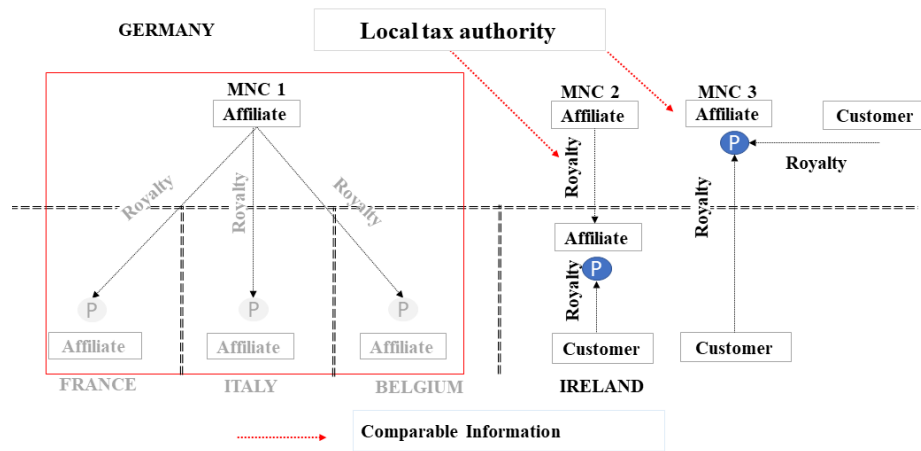 GERMANY
Local tax authority
MNC 1
Affiliate
MNC 2
Affiliate
MNC 3
Affiliate
Customer
P
Royalty
Royalty
Royalty
Royalty
Royalty
Royalty
Affiliate
P
Royalty
P
P
P
Affiliate
Affiliate
Affiliate
Customer
Customer
FRANCE
ITALY
BELGIUM
IRELAND
Comparable Information